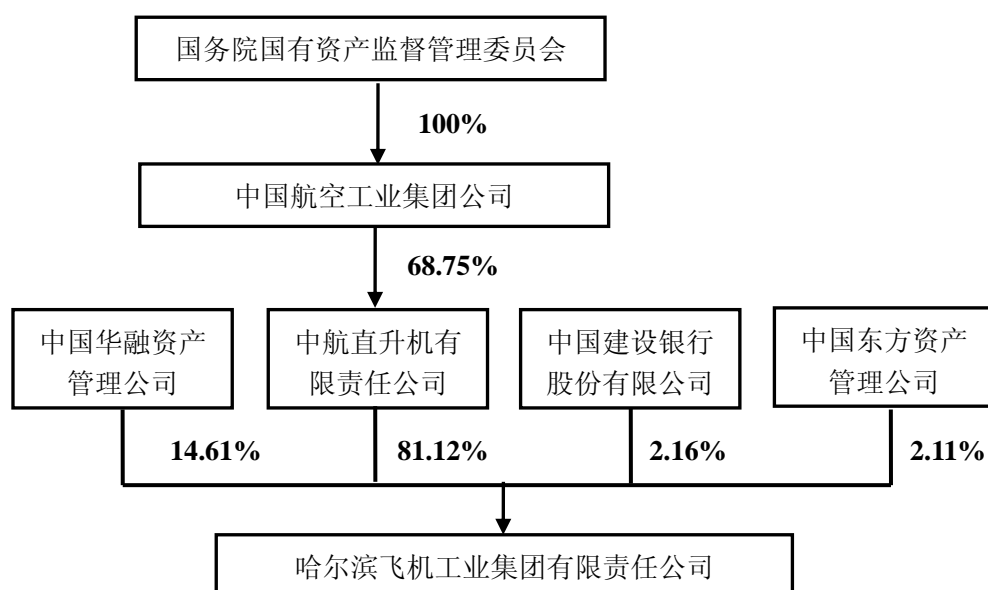 国务院国有资产监督管理委员会
100%
中国航空工业集团公司
68.75%
中国华融资产
管理公司
中航直升机有
限责任公司
中国建设银行
股份有限公司
中国东方资产
管理公司
14.61%
81.12%
2.16%
2.11%
哈尔滨飞机工业集团有限责任公司